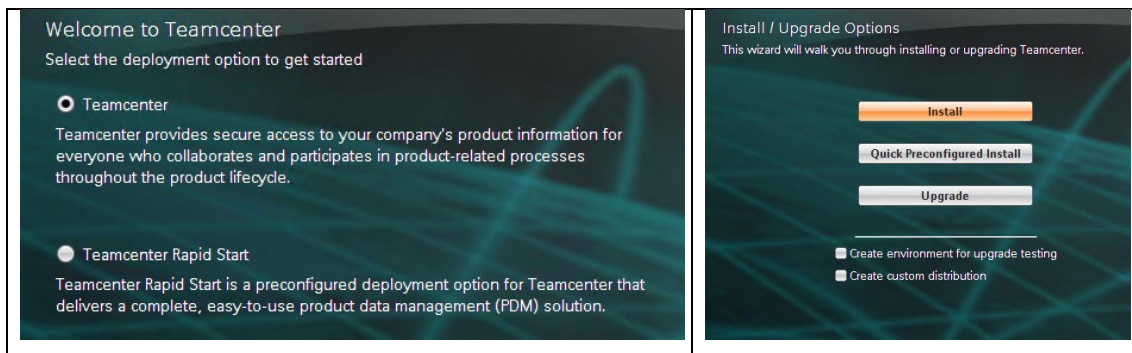 Welcome to Teamcenter
Select the deployment option to get started
Teamcenter
Teamcenter provides secure access to your company's product information for
everyone who collaborates and participates in product-related processes
throughout the product lifecycle.
Teamcenter Rapid Start
Teamcenter Rapid Start is a preconfigured deployment option for Teamcenter that
delivers a complete, easy-to-use product data management (PDM) solution.
Install / Upgrade Options
This wizard will walk you through installing or upgrading Teamcenter.
Install
Quick Preconfigured Install
Upgrade
Create environment for upgrade testing
Create custom distribution